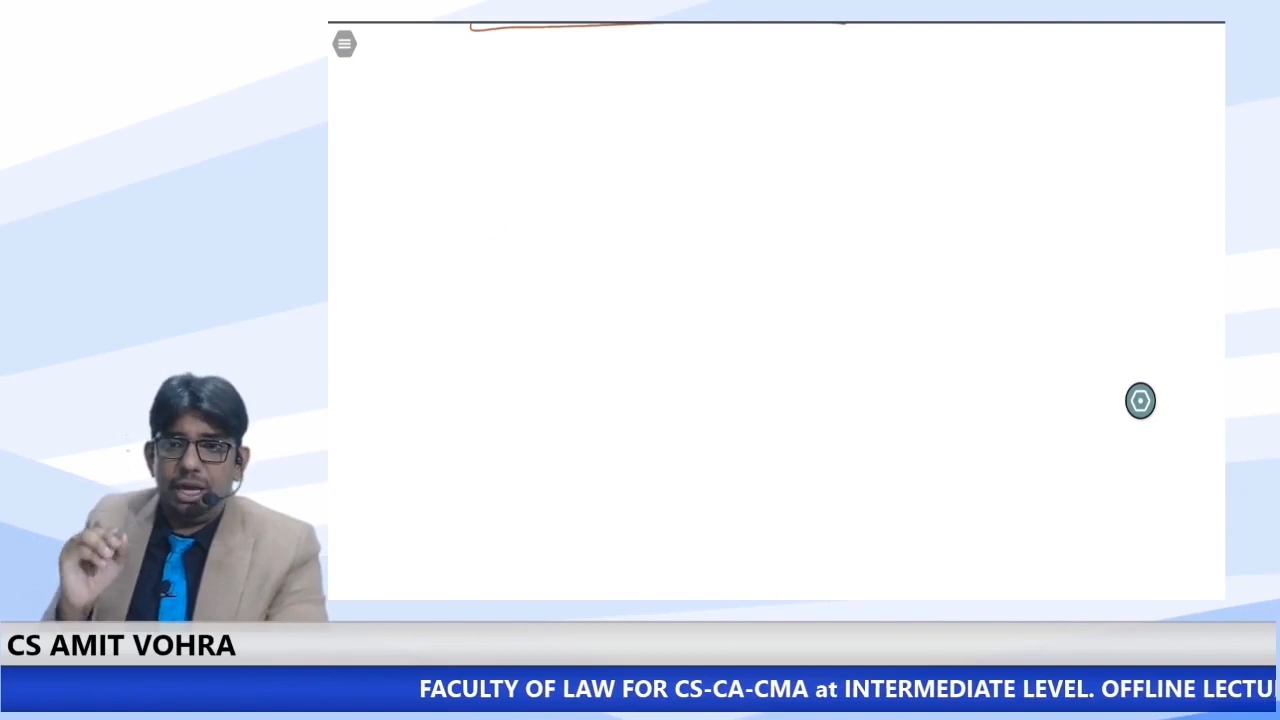 CS AMIT VOHRA
FACULTY OF LAW FOR CS-CA-CMA at INTERMEDIATE LEVEL. OFFLINE LECTU